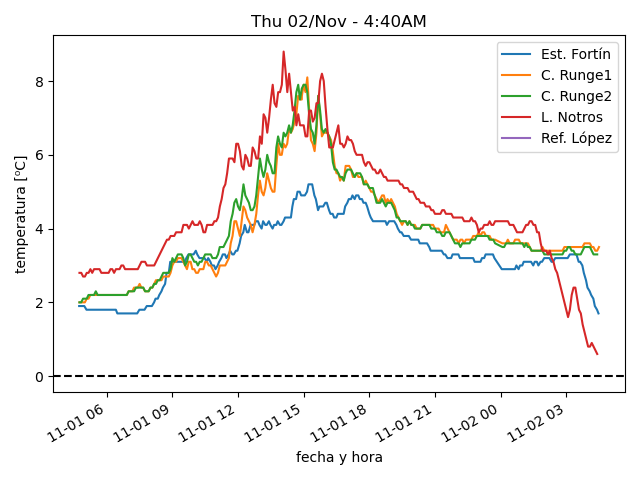 Thu 02/Nov - 4:40AM
Est. Fortín
C. Runge1
C. Runge2
L. Notros
Ref. López
temperatura [ºC]
8
6
4
2
0
11-01 06
11-01 09
11-01 12
11-01 15
11-01 18
11-01 21
11-02 00
11-02 03
fecha y hora